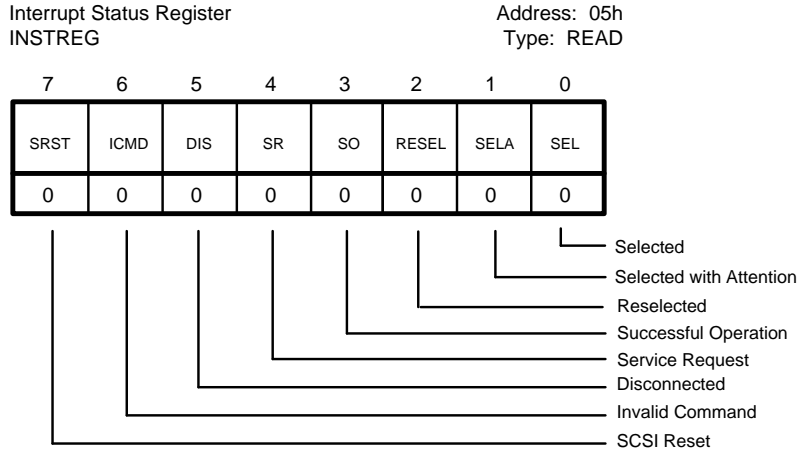 Interrupt Status Register Address: 05h
INSTREG Type: READ
7 6 5 4 3 2 1 0
SRST ICMD DIS SR SO RESEL SELA SEL
0 0 0 0 0 0 0 0
Selected
Selected with Attention
Reselected
Successful Operation
Service Request
Disconnected
Invalid Command
SCSI Reset